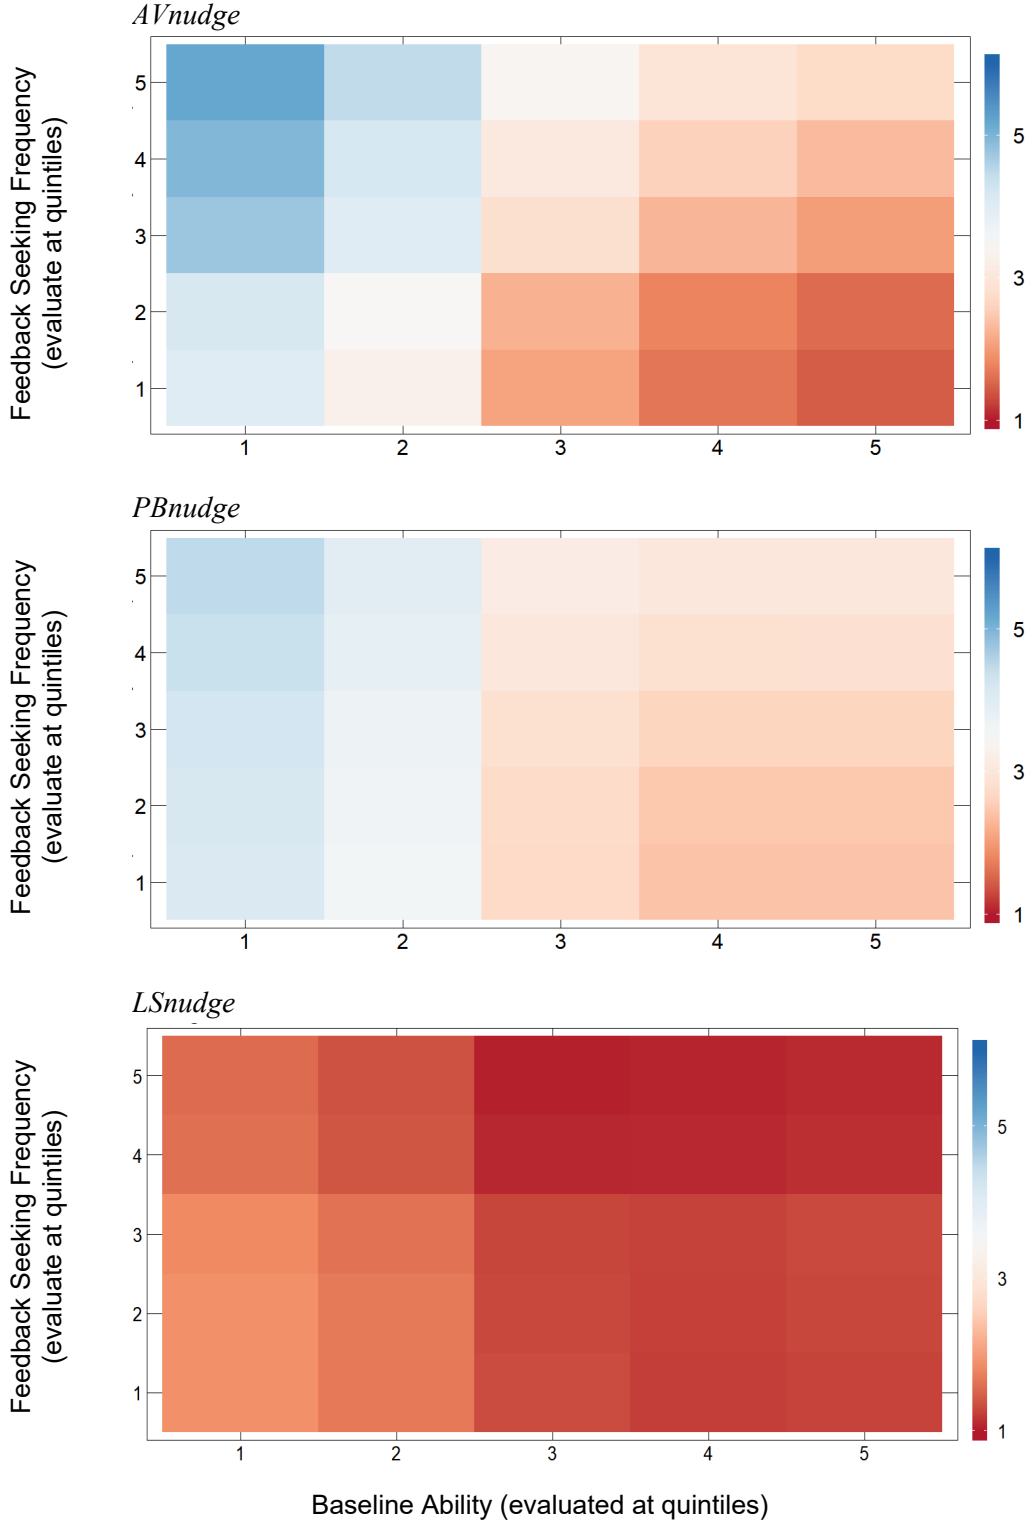 AVnudge
Feedback Seeking Frequency
(evaluate at quintiles)
5
4
3
2
1
1 2 3 4 5
5
3
1
PBnudge
Feedback Seeking Frequency
(evaluate at quintiles)
5
4
3
2
1
1 2 3 4 5
5
3
1
LSnudge
Feedback Seeking Frequency
(evaluate at quintiles)
5
4
3
2
1
1 2 3 4 5
5
3
1
Baseline Ability (evaluated at quintiles)